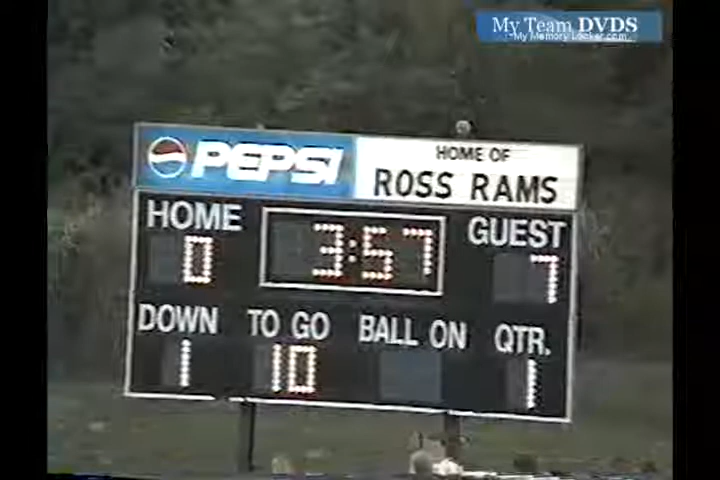 My Team DVDS
My Memory Locker.com
PEPSI
HOME OF
ROSS RAMS
HOME
3:57
GUEST
0
7
DOWN
TO GO
BALL ON
QTR.
1
10
1